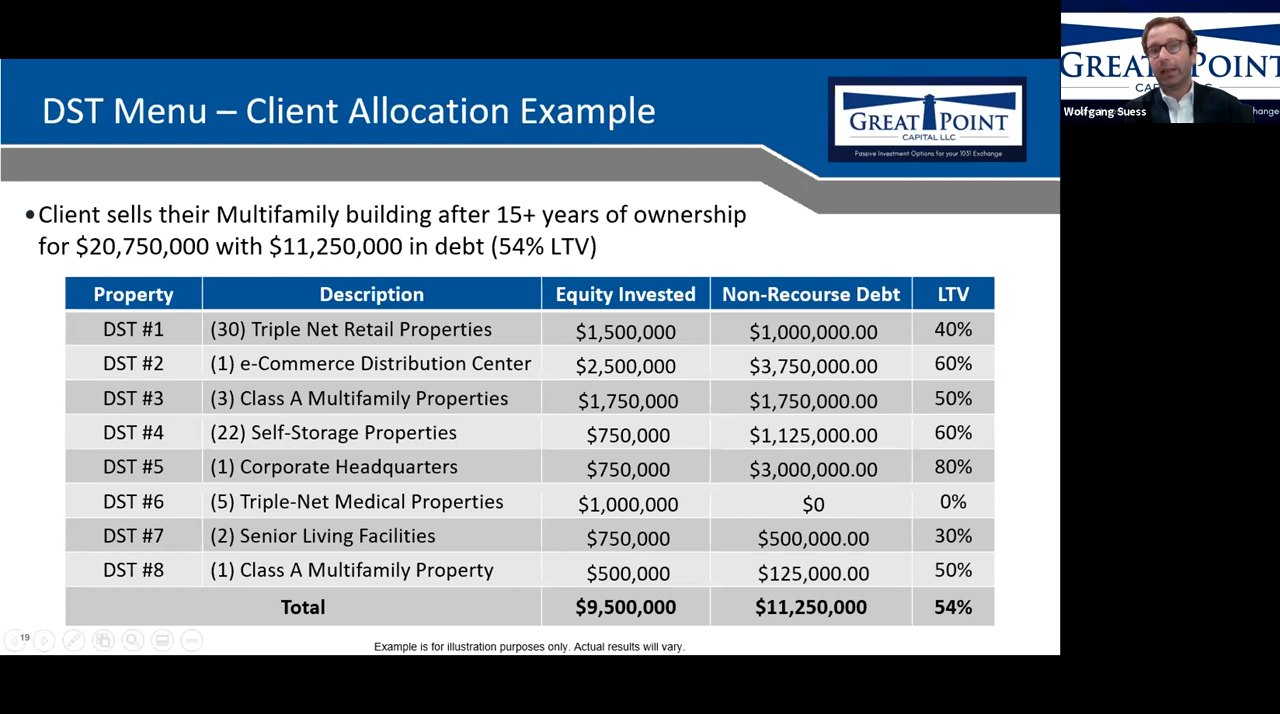 DST Menu – Client Allocation Example
GREAT POINT
CAPITAL LLC
Passive Investment Options for your 1031 Exchange
GREAT POINT
CA
Wolfgang Suess
hange
•Client sells their Multifamily building after 15+ years of ownership
for $20,750,000 with $11,250,000 in debt (54% LTV)
Property Description Equity Invested Non-Recourse Debt LTV
DST #1 (30) Triple Net Retail Properties $1,500,000 $1,000,000.00 40%
DST #2 (1) e-Commerce Distribution Center $2,500,000 $3,750,000.00 60%
DST #3 (3) Class A Multifamily Properties $1,750,000 $1,750,000.00 50%
DST #4 (22) Self-Storage Properties $750,000 $1,125,000.00 60%
DST #5 (1) Corporate Headquarters $750,000 $3,000,000.00 80%
DST #6 (5) Triple-Net Medical Properties $1,000,000 $0 0%
DST #7 (2) Senior Living Facilities $750,000 $500,000.00 30%
DST #8 (1) Class A Multifamily Property $500,000 $125,000.00 50%
Total $9,500,000 $11,250,000 54%
19
Example is for illustration purposes only. Actual results will vary.